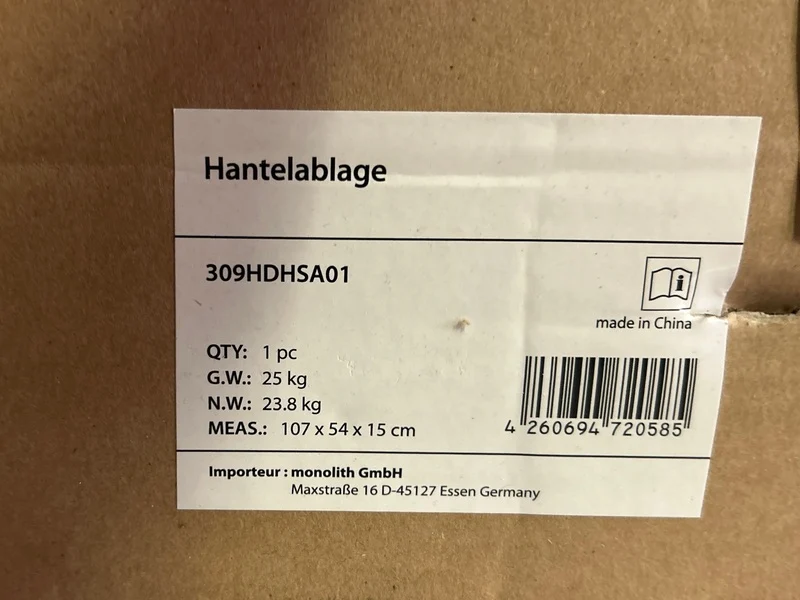 Hantelablage
309HDHSA01
made in China
QTY: 1 pc
G.W.: 25 kg
N.W.: 23.8 kg
MEAS.: 107 x 54 x 15 cm
4 260694 720585
Importeur : monolith GmbH
Maxstraße 16 D-45127 Essen Germany